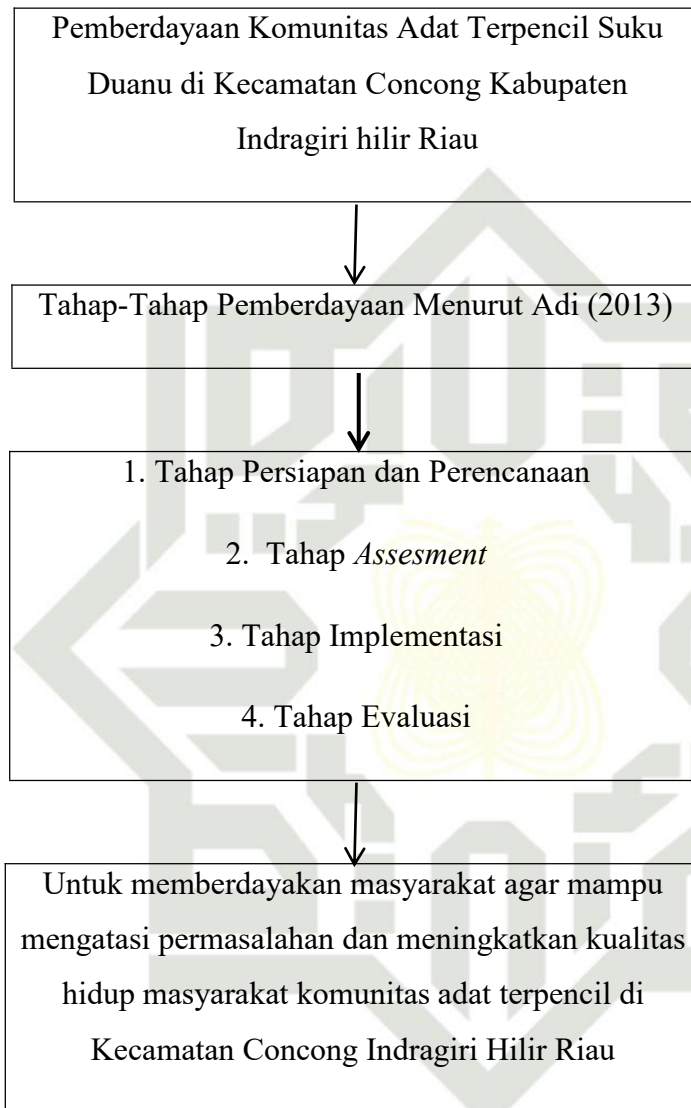 Pemberdayaan Komunitas Adat Terpencil Suku
Duanu di Kecamatan Concong Kabupaten
Indragiri hilir Riau
Tahap-Tahap Pemberdayaan Menurut Adi (2013)
1. Tahap Persiapan dan Perencanaan
2. Tahap Assesment
3. Tahap Implementasi
4. Tahap Evaluasi
Untuk memberdayakan masyarakat agar mampu
mengatasi permasalahan dan meningkatkan kualitas
hidup masyarakat komunitas adat terpencil di
Kecamatan Concong Indragiri Hilir Riau